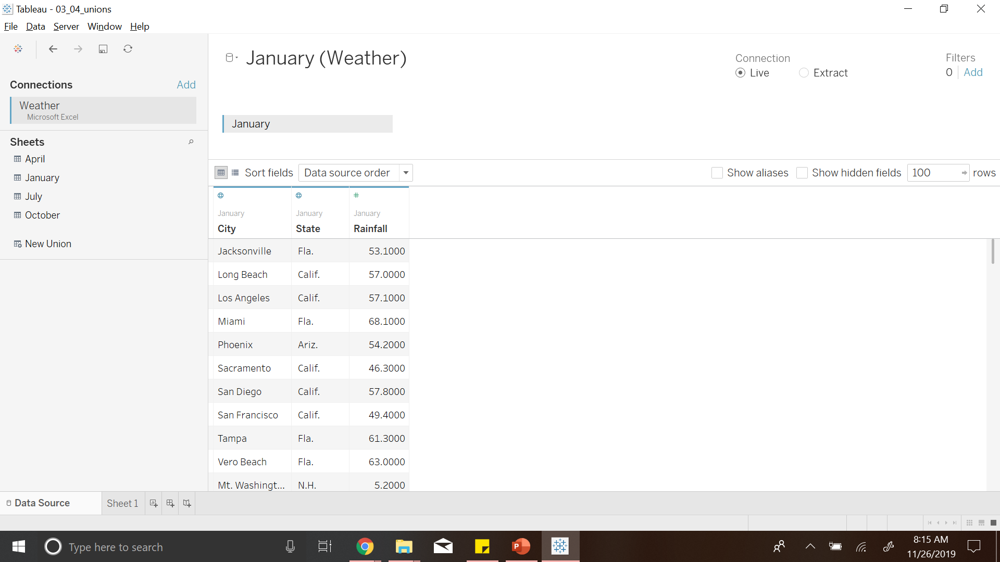 Tableau - 03_04_unions
File Data Server Window Help
Connections Add
Weather
Microsoft Excel
Sheets
April
January
July
October
New Union
January (Weather)
Connection
Live Extract
Filters
0 Add
January
Sort fields Data source order Show aliases Show hidden fields 100 rows
January January January
City State Rainfall
Jacksonville Fla. 53.1000
Long Beach Calif. 57.0000
Los Angeles Calif. 57.1000
Miami Fla. 68.1000
Phoenix Ariz. 54.2000
Sacramento Calif. 46.3000
San Diego Calif. 57.8000
San Francisco Calif. 49.4000
Tampa Fla. 61.3000
Vero Beach Fla. 63.0000
Mt. Washingt... N.H. 5.2000
Data Source Sheet 1
Type here to search
8:15 AM
11/26/2019